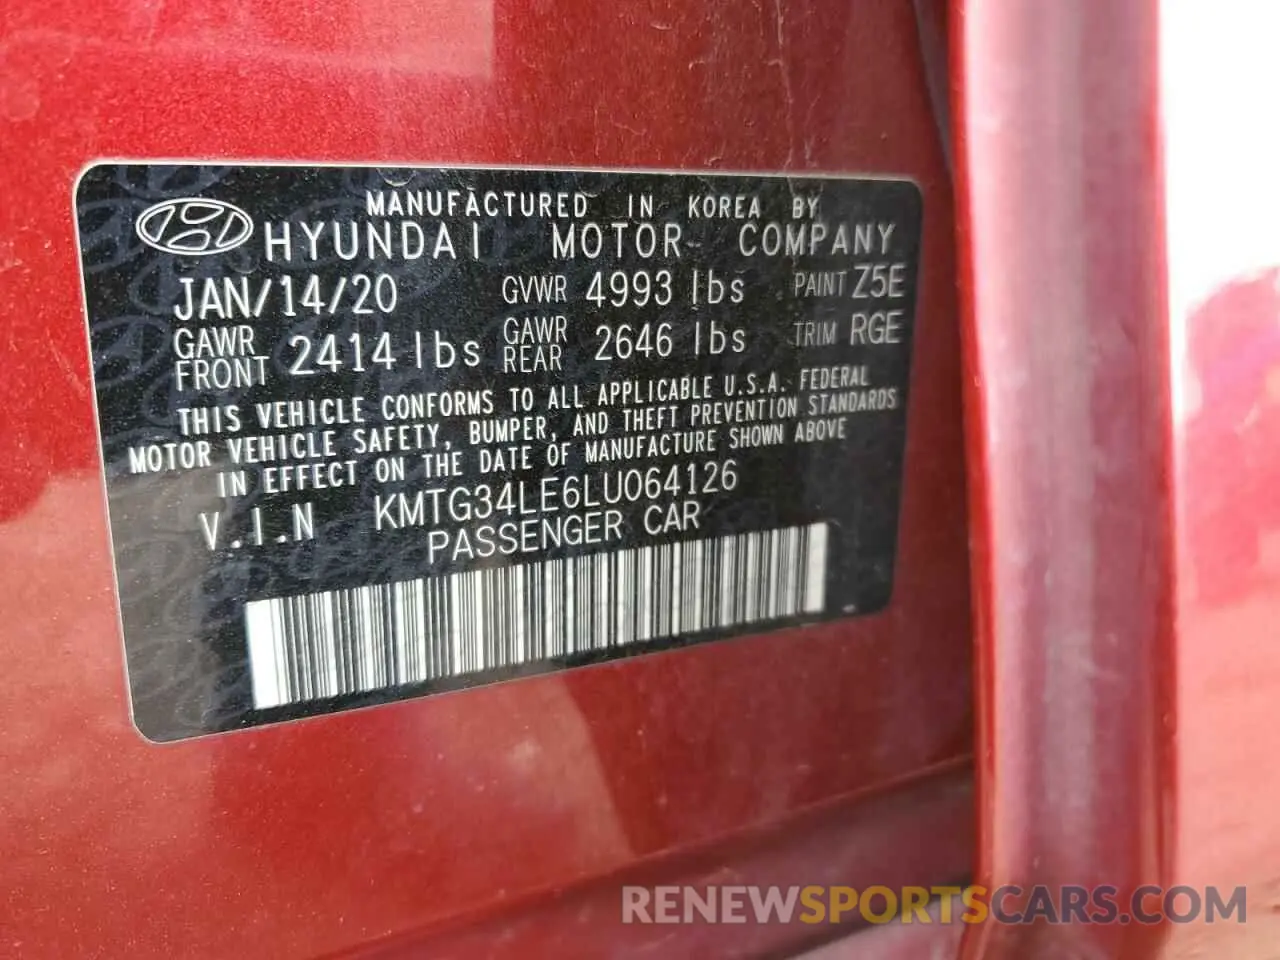 MANUFACTURED IN KOREA BY
HYUNDAI MOTOR COMPANY
JAN/14/20 GVWR 4993 lbs PAINT Z5E
GAWR FRONT 2414 lbs GAWR REAR 2646 lbs TRIM RGE
THIS VEHICLE CONFORMS TO ALL APPLICABLE U.S.A. FEDERAL
MOTOR VEHICLE SAFETY, BUMPER, AND THEFT PREVENTION STANDARDS
IN EFFECT ON THE DATE OF MANUFACTURE SHOWN ABOVE
V.I.N KMTG34LE6LU064126
PASSENGER CAR
RENEWSPORTSCARS.COM